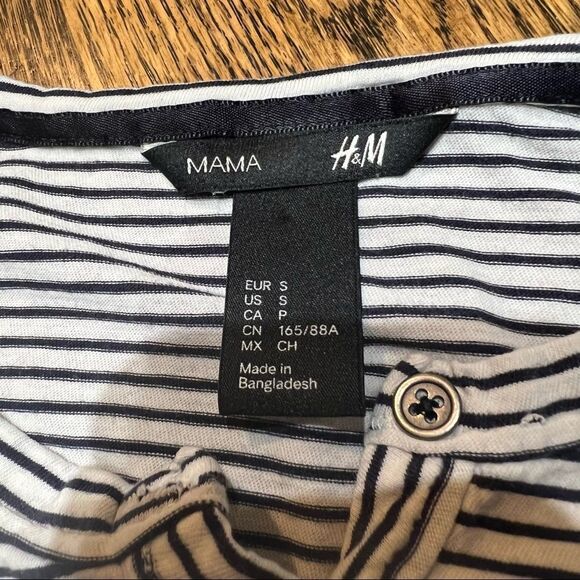 MAMA H&M
EUR S
US S
CA P
CN 165/88A
MX CH
Made in
Bangladesh